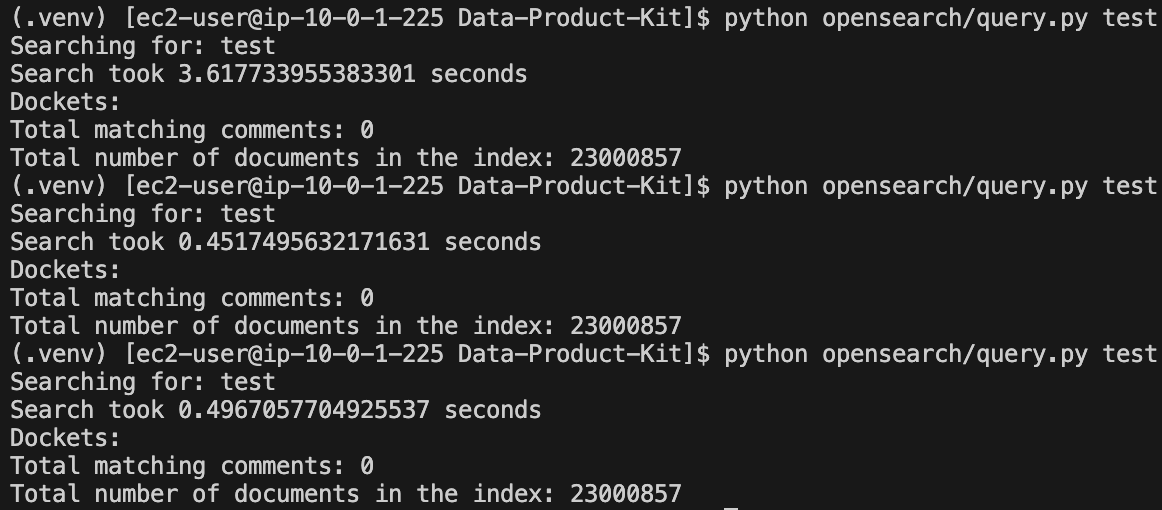 (.venv) [ec2-user@ip-10-0-1-225 Data-Product-Kit]$ python opensearch/query.py test
Searching for: test
Search took 3.617733955383301 seconds
Dockets:
Total matching comments: 0
Total number of documents in the index: 23000857
(.venv) [ec2-user@ip-10-0-1-225 Data-Product-Kit]$ python opensearch/query.py test
Searching for: test
Search took 0.4517495632171631 seconds
Dockets:
Total matching comments: 0
Total number of documents in the index: 23000857
(.venv) [ec2-user@ip-10-0-1-225 Data-Product-Kit]$ python opensearch/query.py test
Searching for: test
Search took 0.4967057704925537 seconds
Dockets:
Total matching comments: 0
Total number of documents in the index: 23000857